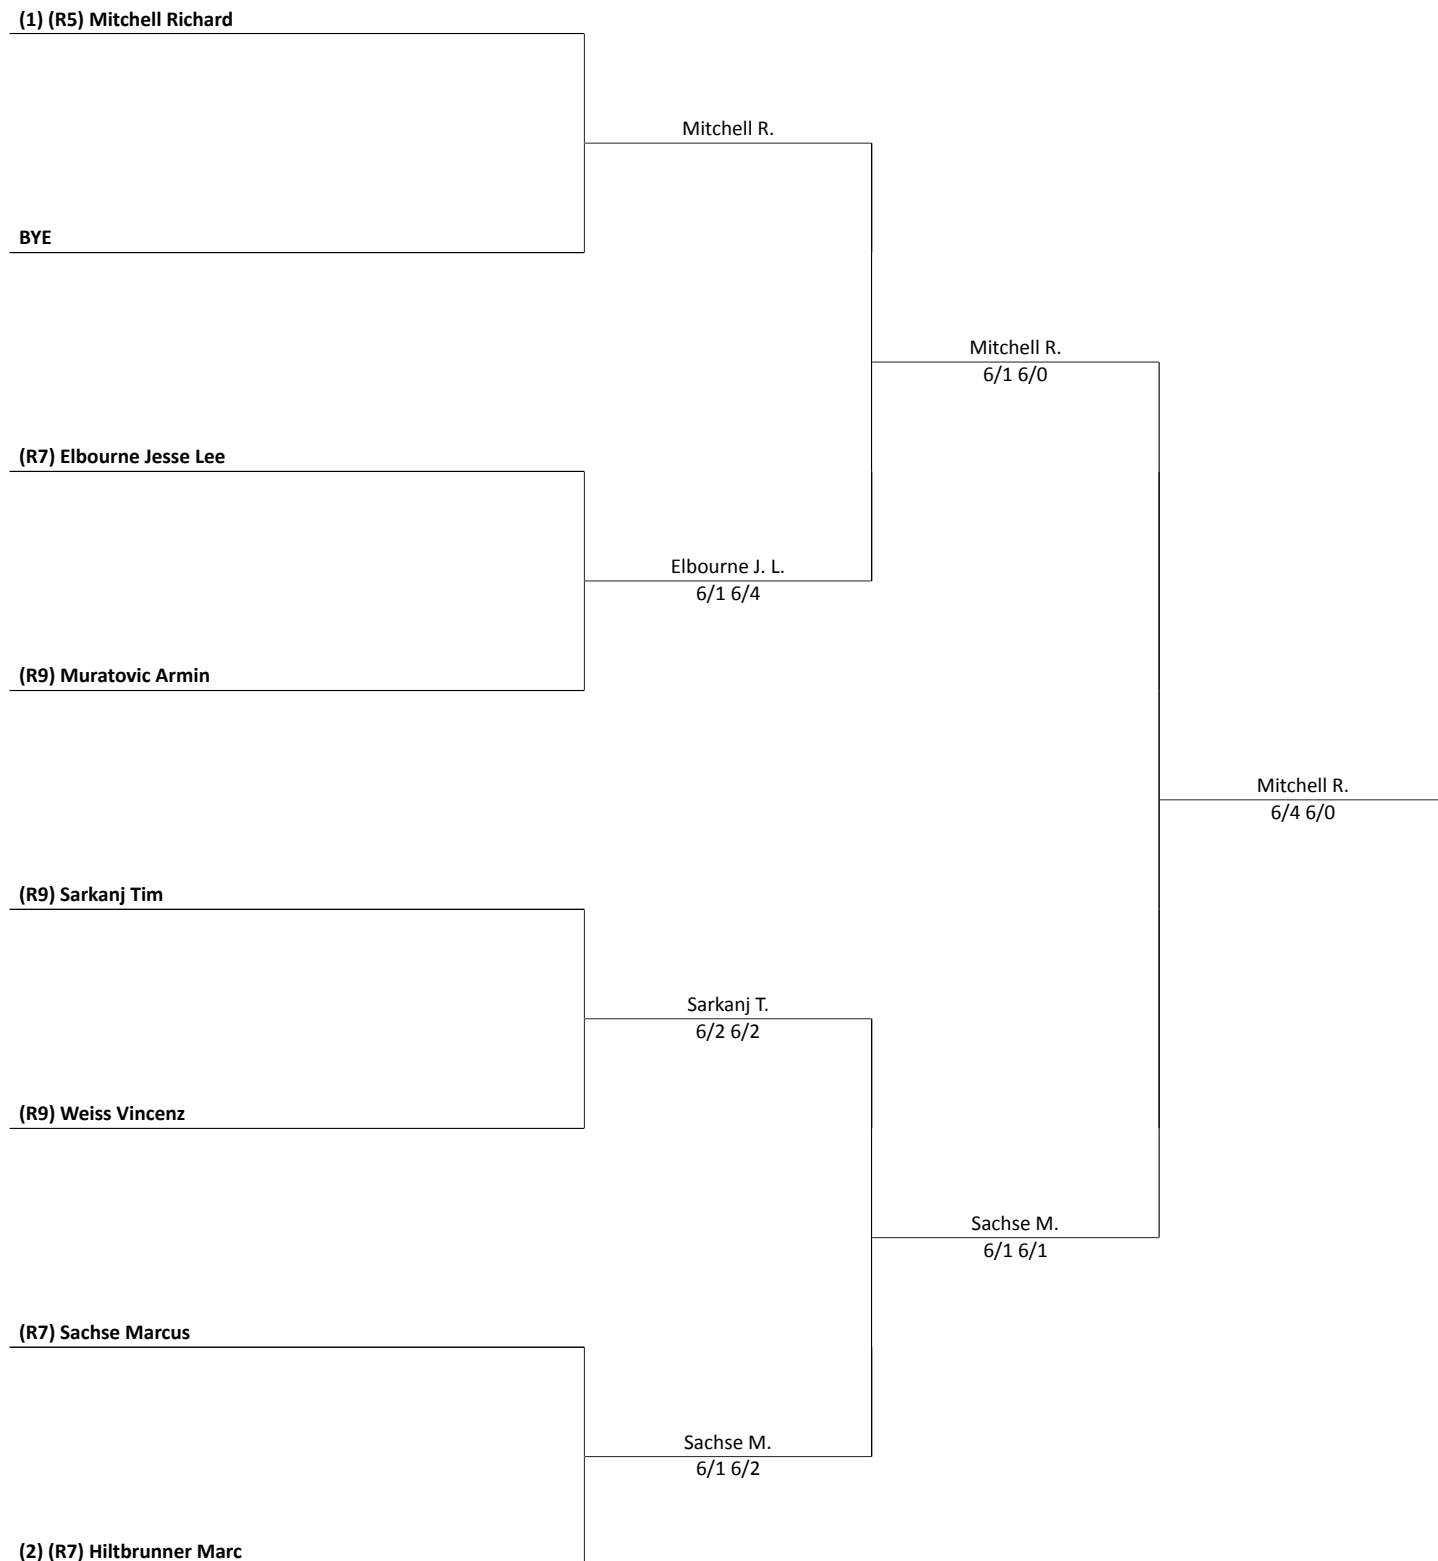 (1) (R5) Mitchell Richard
Mitchell R.
BYE
Mitchell R.
6/1 6/0
(R7) Elbourne Jesse Lee
Elbourne J. L.
6/1 6/4
(R9) Muratovic Armin
Mitchell R.
6/4 6/0
(R9) Sarkanj Tim
Sarkanj T.
6/2 6/2
(R9) Weiss Vincenz
Sachse M.
6/1 6/1
(R7) Sachse Marcus
Sachse M.
6/1 6/2
(2) (R7) Hiltbrunner Marc